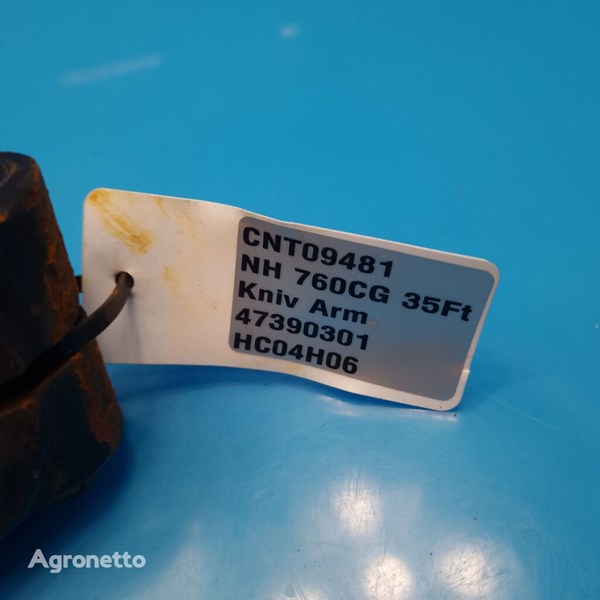 CNT09481
NH 760CG 35Ft
Kniv Arm
47390301
HC04H06
Agronetto